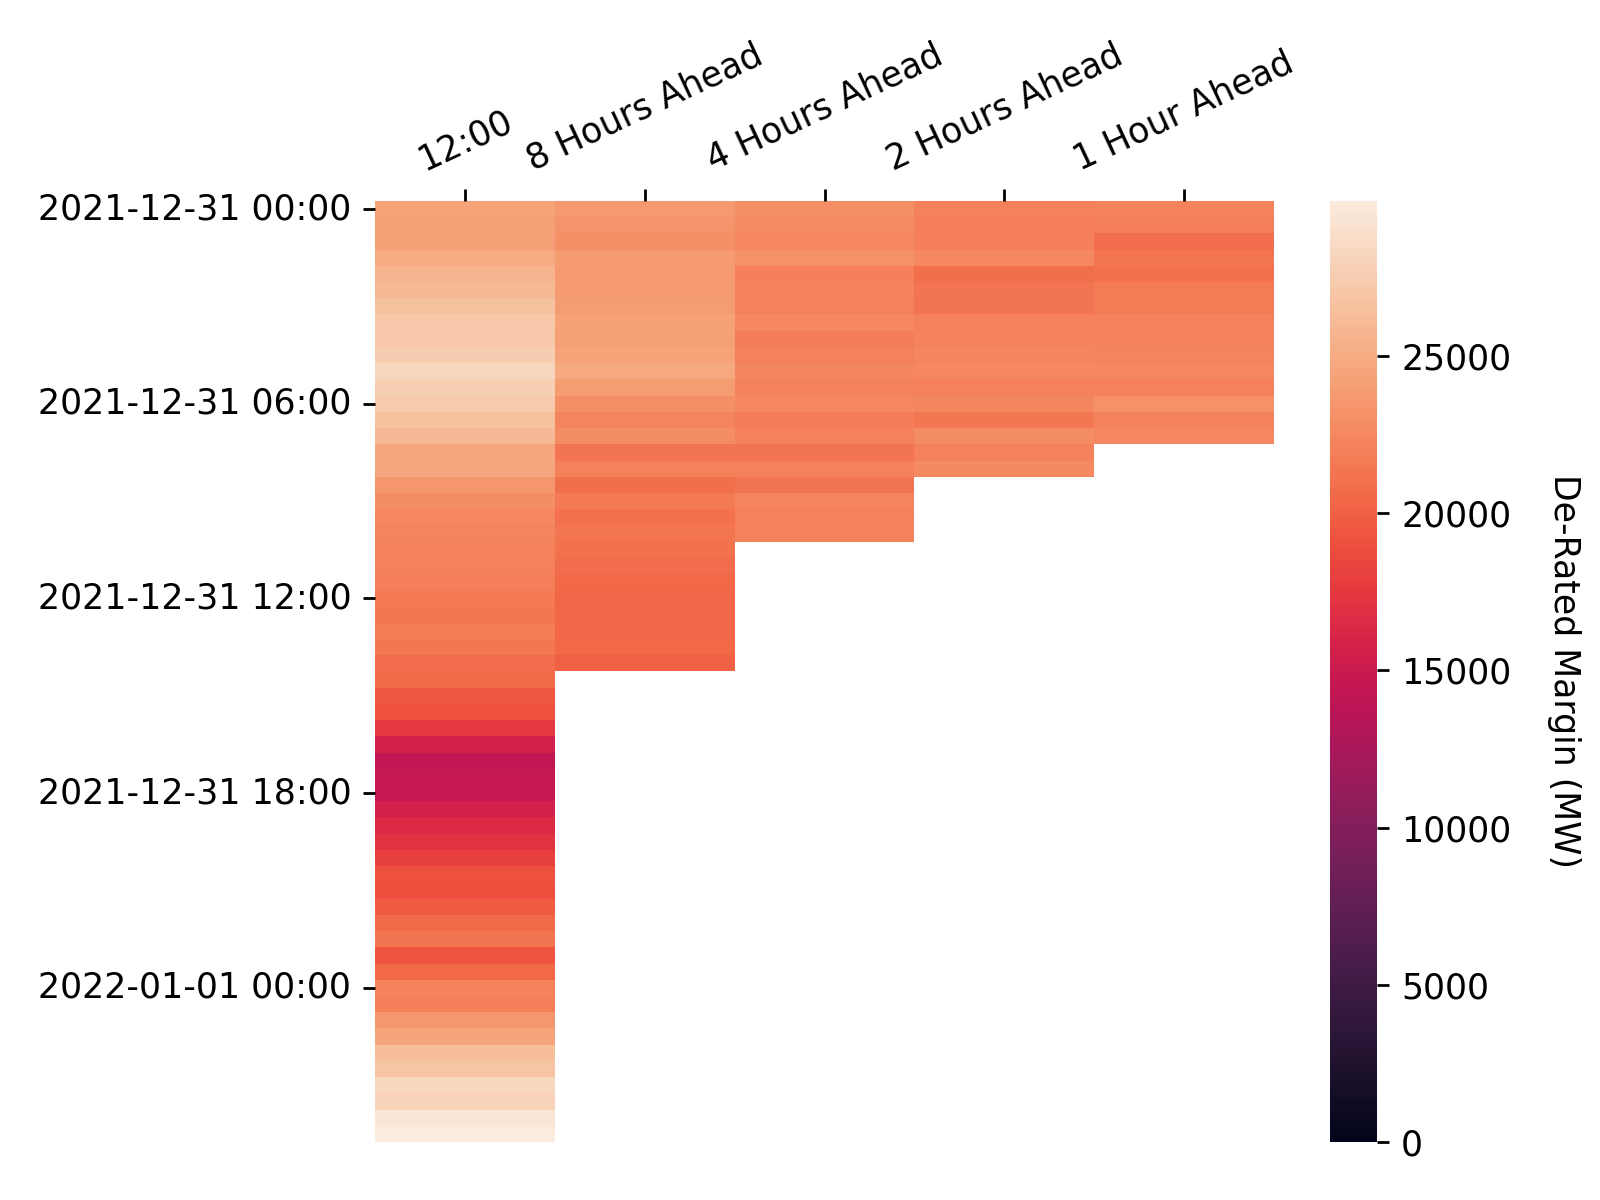 12:00
8 Hours Ahead
4 Hours Ahead
2 Hours Ahead
1 Hour Ahead
2021-12-31 00:00
2021-12-31 06:00
2021-12-31 12:00
2021-12-31 18:00
2022-01-01 00:00
25000
20000
15000
10000
5000
0
De-Rated Margin (MW)